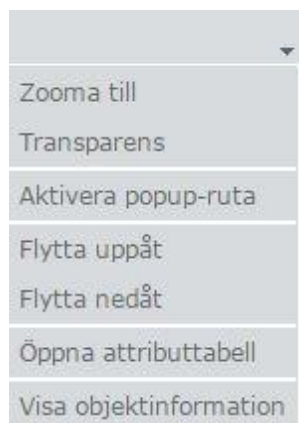 Zooma till
Transparens
Aktivera popup-ruta
Flytta uppåt
Flytta nedåt
Öppna attributtabell
Visa objektinformation